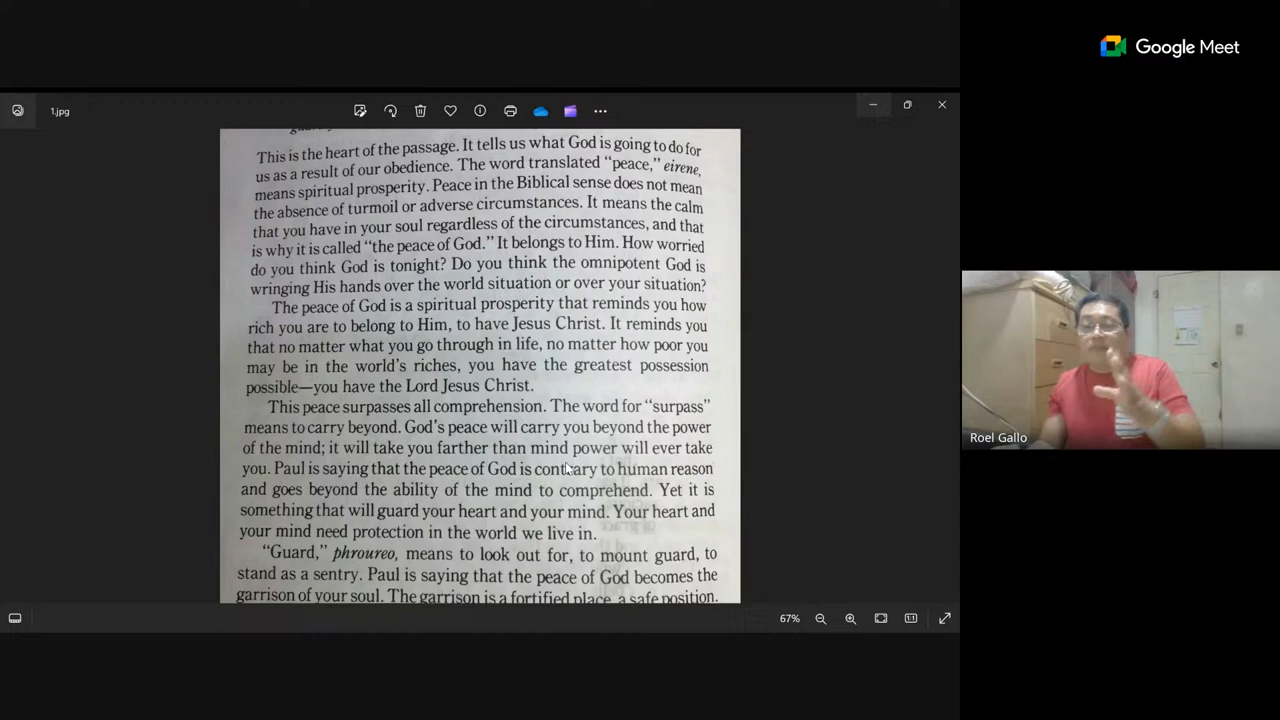 Google Meet
1.jpg
This is the heart of the passage. It tells us what God is going to do for
us as a result of our obedience. The word translated “peace,” eirene,
means spiritual prosperity. Peace in the Biblical sense does not mean
the absence of turmoil or adverse circumstances. It means the calm
that you have in your soul regardless of the circumstances, and that
is why it is called “the peace of God.” It belongs to Him. How worried
do you think God is tonight? Do you think the omnipotent God is
wringing His hands over the world situation or over your situation?
The peace of God is a spiritual prosperity that reminds you how
rich you are to belong to Him, to have Jesus Christ. It reminds you
that no matter what you go through in life, no matter how poor you
may be in the world’s riches, you have the greatest possession
possible—you have the Lord Jesus Christ.
This peace surpasses all comprehension. The word for “surpass”
means to carry beyond. God’s peace will carry you beyond the power
of the mind; it will take you farther than mind power will ever take
you. Paul is saying that the peace of God is contrary to human reason
and goes beyond the ability of the mind to comprehend. Yet it is
something that will guard your heart and your mind. Your heart and
your mind need protection in the world we live in.
“Guard,” phroureo, means to look out for, to mount guard, to
stand as a sentry. Paul is saying that the peace of God becomes the
garrison of your soul. The garrison is a fortified place, a safe position.
67%
1:1
Roel Gallo